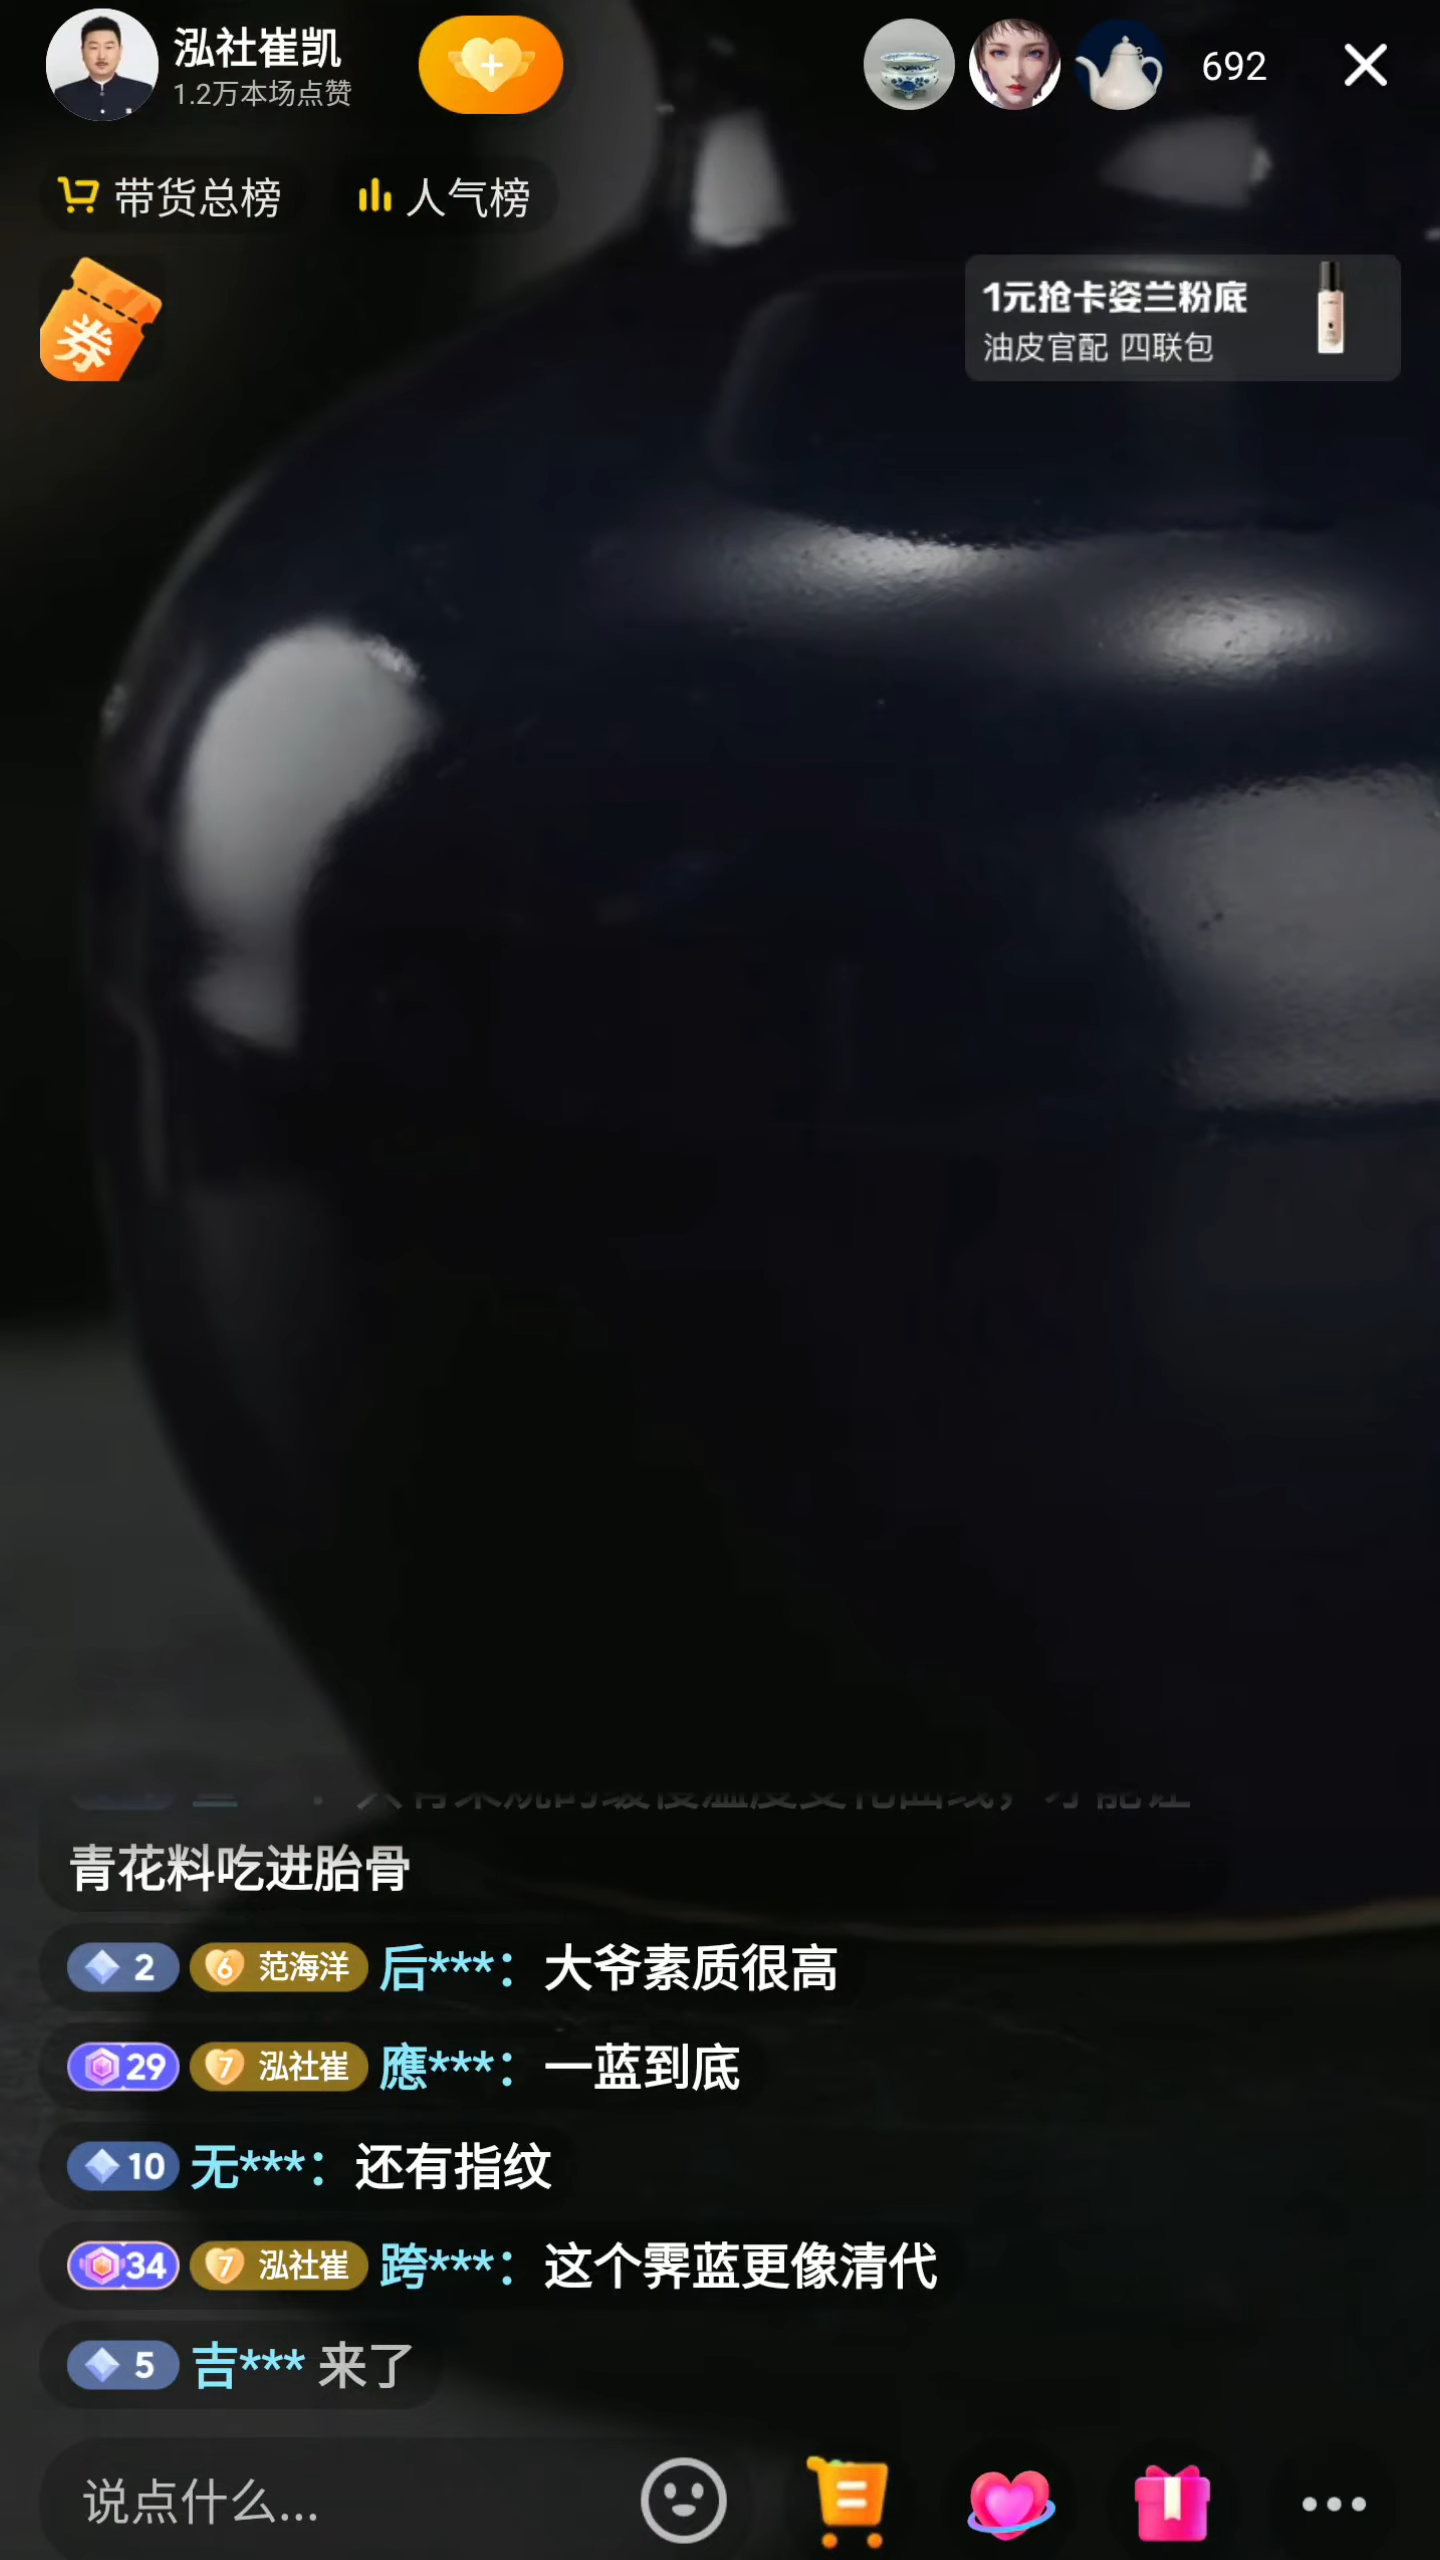 泓社崔凯
1.2万本场点赞
692
带货总榜
人气榜
券
1元抢卡姿兰粉底
油皮官配 四联包
青花料吃进胎骨
2 6 范海洋 后***：大爷素质很高
29 7 泓社崔 應***：一蓝到底
10 无***：还有指纹
34 7 泓社崔 跨***：这个霁蓝更像清代
5 吉*** 来了
说点什么...